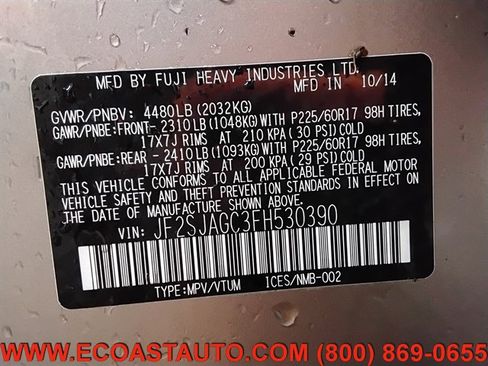 MFD BY FUJI HEAVY INDUSTRIES LTD.
MFD IN 10/14
GVWR/PNBV: 4480LB(2032KG)
GAWR/PNBE:FRONT- 2310LB(1048KG)WITH P225/60R17 98H TIRES,
17X7J RIMS AT 210 KPA( 30 PSI)COLD
GAWR/PNBE:REAR - 2410LB(1093KG)WITH P225/60R17 98H TIRES,
17X7J RIMS AT 200 KPA( 29 PSI)COLD
THIS VEHICLE CONFORMS TO ALL APPLICABLE FEDERAL MOTOR
VEHICLE SAFETY AND BUMPER STANDARDS IN EFFECT ON
THE DATE OF MANUFACTURE SHOWN ABOVE.
VIN: JF2SJAGC3FH530390
TYPE:MPV/VTUM ICES/NMB-002
WWW.ECOASTAUTO.COM (800) 869-0655